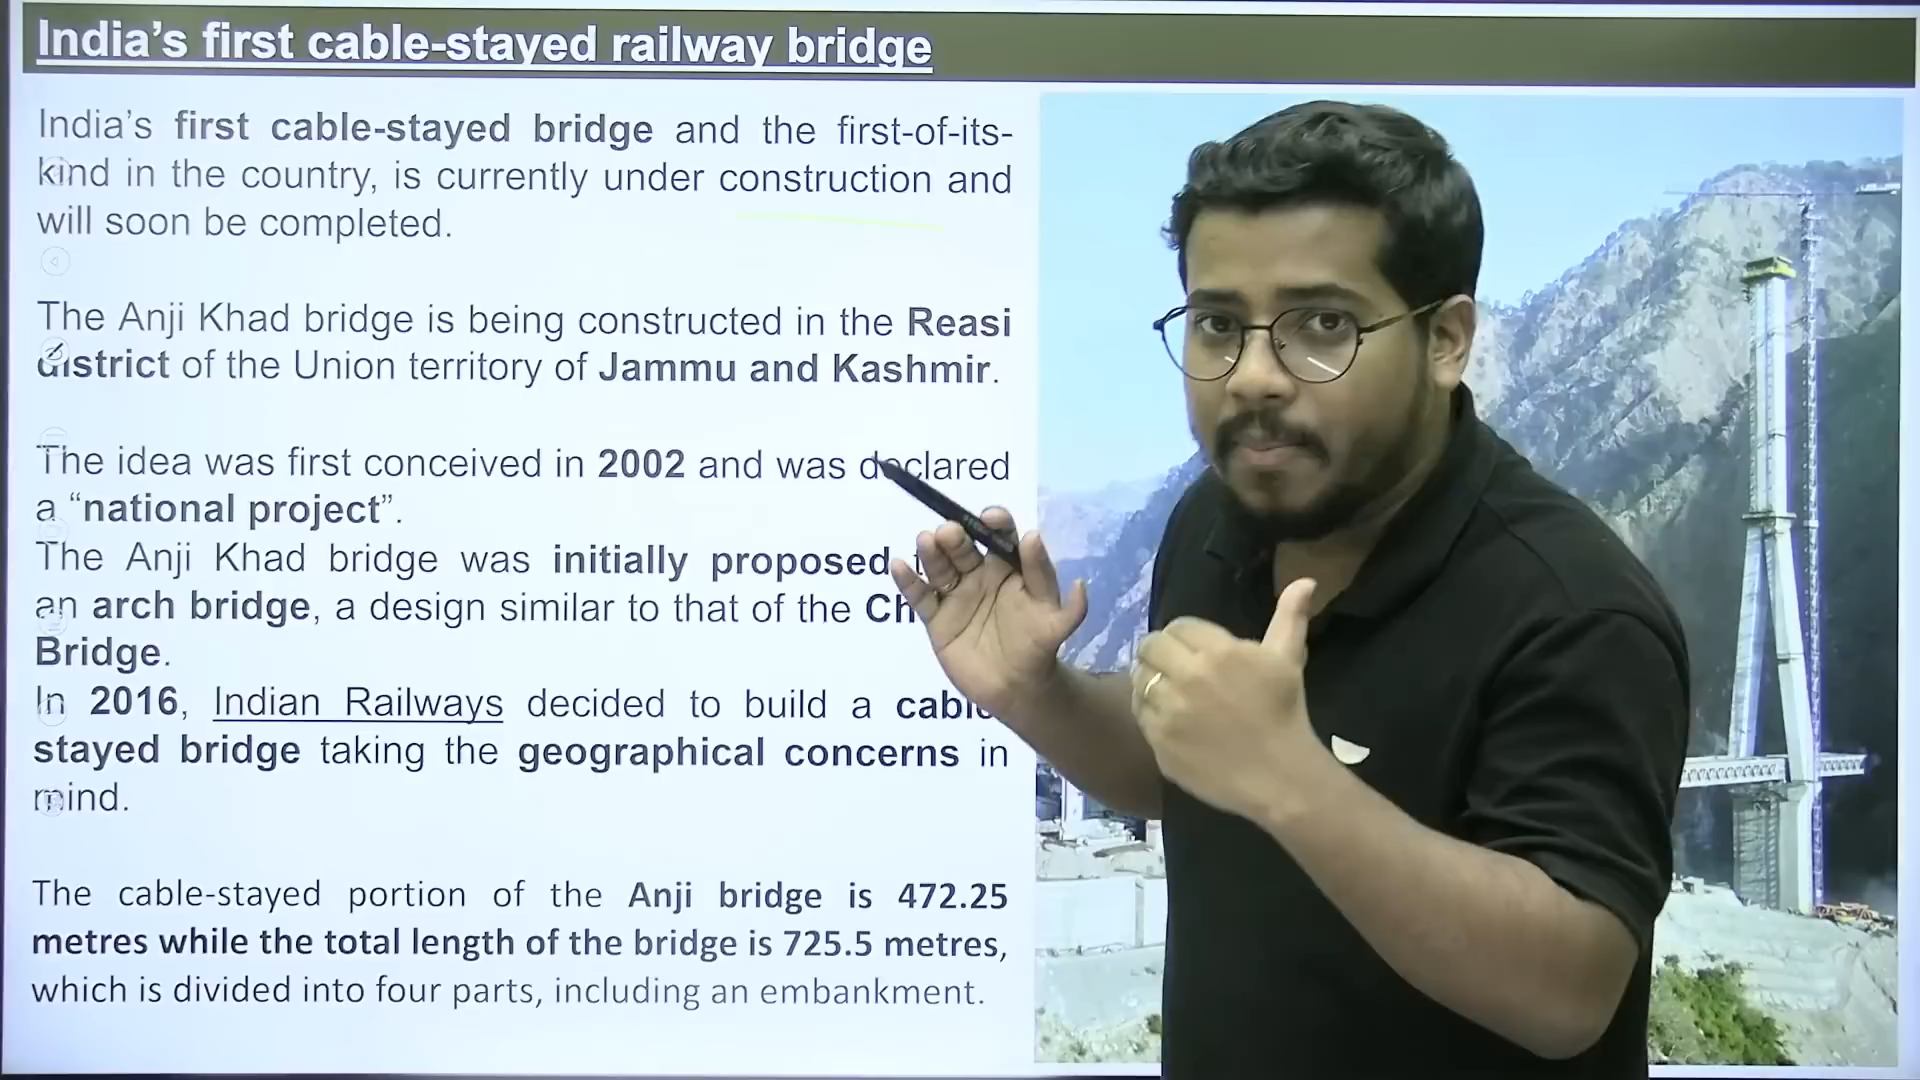 India’s first cable-stayed railway bridge
India’s first cable-stayed bridge and the first-of-its-
kind in the country, is currently under construction and
will soon be completed.
The Anji Khad bridge is being constructed in the Reasi
district of the Union territory of Jammu and Kashmir.
The idea was first conceived in 2002 and was declared
a “national project”.
The Anji Khad bridge was initially proposed
an arch bridge, a design similar to that of the
Bridge.
In 2016, Indian Railways decided to build a cable
stayed bridge taking the geographical concerns in
mind.
The cable-stayed portion of the Anji bridge is 472.25
metres while the total length of the bridge is 725.5 metres,
which is divided into four parts, including an embankment.